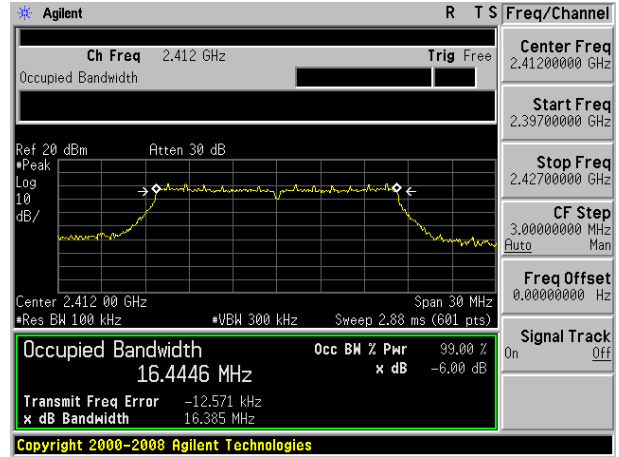 Agilent R T S Freq/Channel
Ch Freq 2.412 GHz Trig Free
Occupied Bandwidth
Center Freq
2.41200000 GHz
Start Freq
2.39700000 GHz
Stop Freq
2.42700000 GHz
CF Step
3.00000000 MHz
Auto Man
Freq Offset
0.00000000 Hz
Signal Track
On Off
Ref 20 dBm Atten 30 dB
#Peak
Log
10
dB/
Center 2.412 00 GHz Span 30 MHz
#Res BW 100 kHz #VBW 300 kHz Sweep 2.88 ms (601 pts)
Occupied Bandwidth Occ BW % Pwr 99.00 %
16.4446 MHz x dB -6.00 dB
Transmit Freq Error -12.571 kHz
x dB Bandwidth 16.385 MHz
Copyright 2000-2008 Agilent Technologies